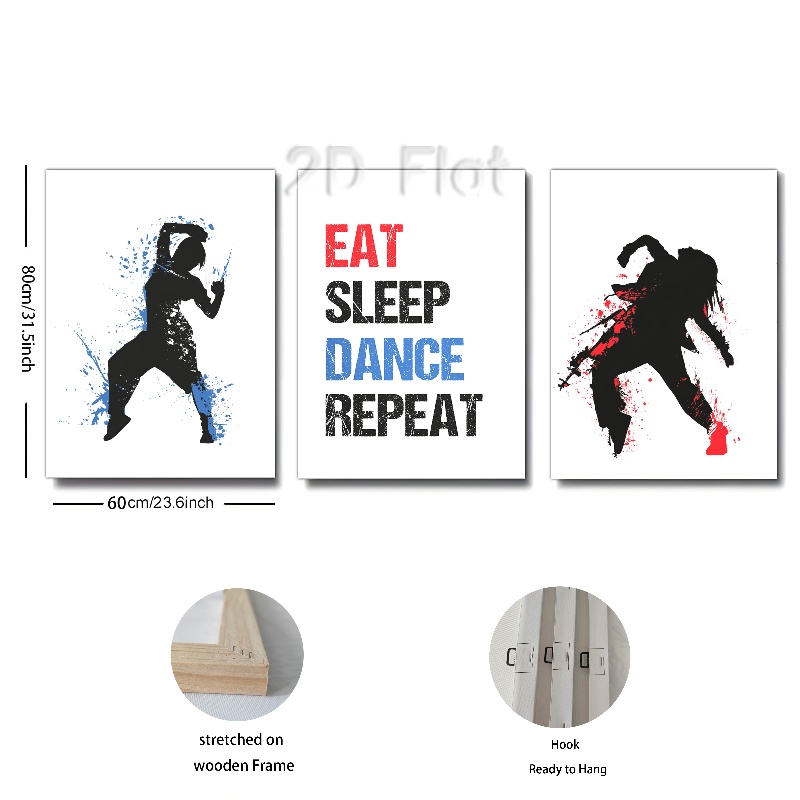 2D Flat
EAT
SLEEP
DANCE
REPEAT
80cm/31.5inch
60cm/23.6inch
stretched on
wooden Frame
Hook
Ready to Hang